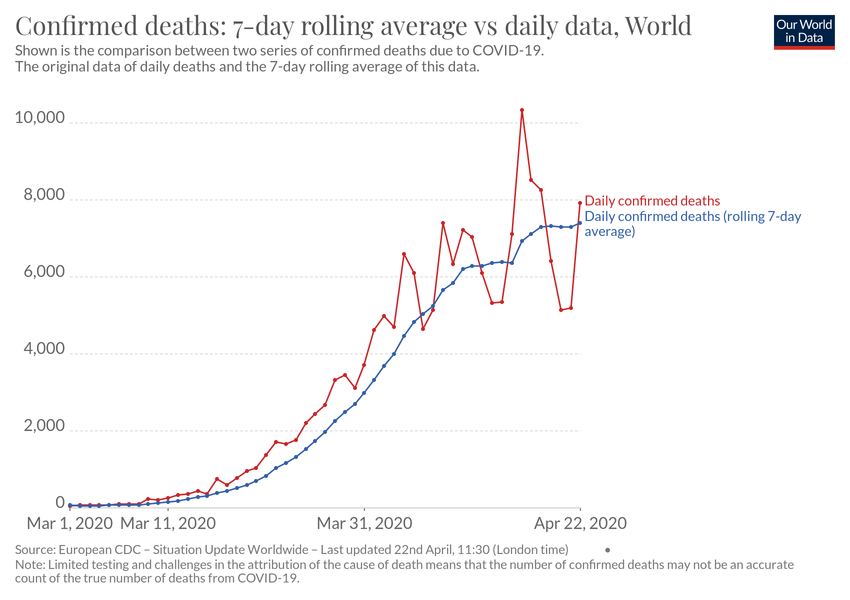 Confirmed deaths: 7-day rolling average vs daily data, World
Our World
in Data
Shown is the comparison between two series of confirmed deaths due to COVID-19.
The original data of daily deaths and the 7-day rolling average of this data.
10,000
8,000
Daily confirmed deaths
Daily confirmed deaths (rolling 7-day
average)
6,000
4,000
2,000
0
Mar 1, 2020 Mar 11, 2020 Mar 31, 2020 Apr 22, 2020
Source: European CDC – Situation Update Worldwide – Last updated 22nd April, 11:30 (London time) •
Note: Limited testing and challenges in the attribution of the cause of death means that the number of confirmed deaths may not be an accurate
count of the true number of deaths from COVID-19.